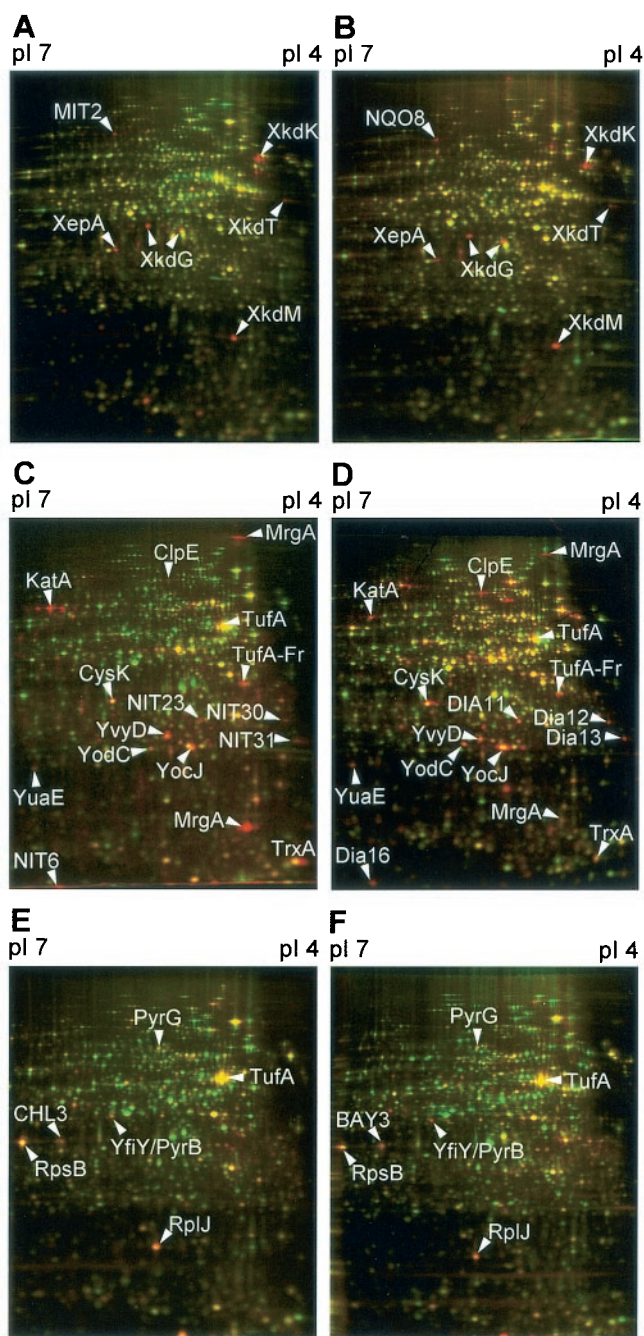 A B
pI 7 pI 4 pI 4
MIT2 NQO8
XkdK XkdK
XkdT XkdT
XepA XepA
XkdG XkdG
XkdM XkdM
C D
pI 7 pI 4 pI 7 pI 4
MrgA MrgA
ClpE ClpE
KatA KatA
TufA TufA
TufA-Fr TufA-Fr
CysK CysK
NIT23 NIT30 DIA11 Dia12
YvyD NIT31 YvyD Dia13
YodC YodC
YocJ YocJ
YuaE YuaE
MrgA MrgA
TrxA TrxA
NIT6 Dia16
E F
pI 7 pI 4 pI 7 pI 4
PyrG PyrG
TufA TufA
CHL3 BAY3
YfiY/PyrB YfiY/PyrB
RpsB RpsB
RplJ RplJ